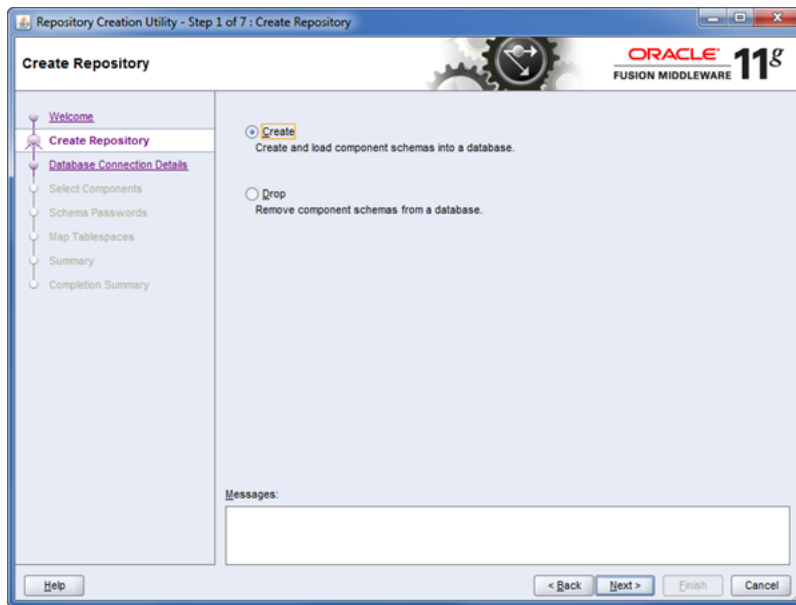 Repository Creation Utility - Step 1 of 7 : Create Repository
Create Repository
ORACLE
FUSION MIDDLEWARE 11g
Welcome
Create Repository
Database Connection Details
Select Components
Schema Passwords
Map Tablespaces
Summary
Completion Summary
Create
Create and load component schemas into a database.
Drop
Remove component schemas from a database.
Messages:
Help
< Back
Next >
Finish
Cancel